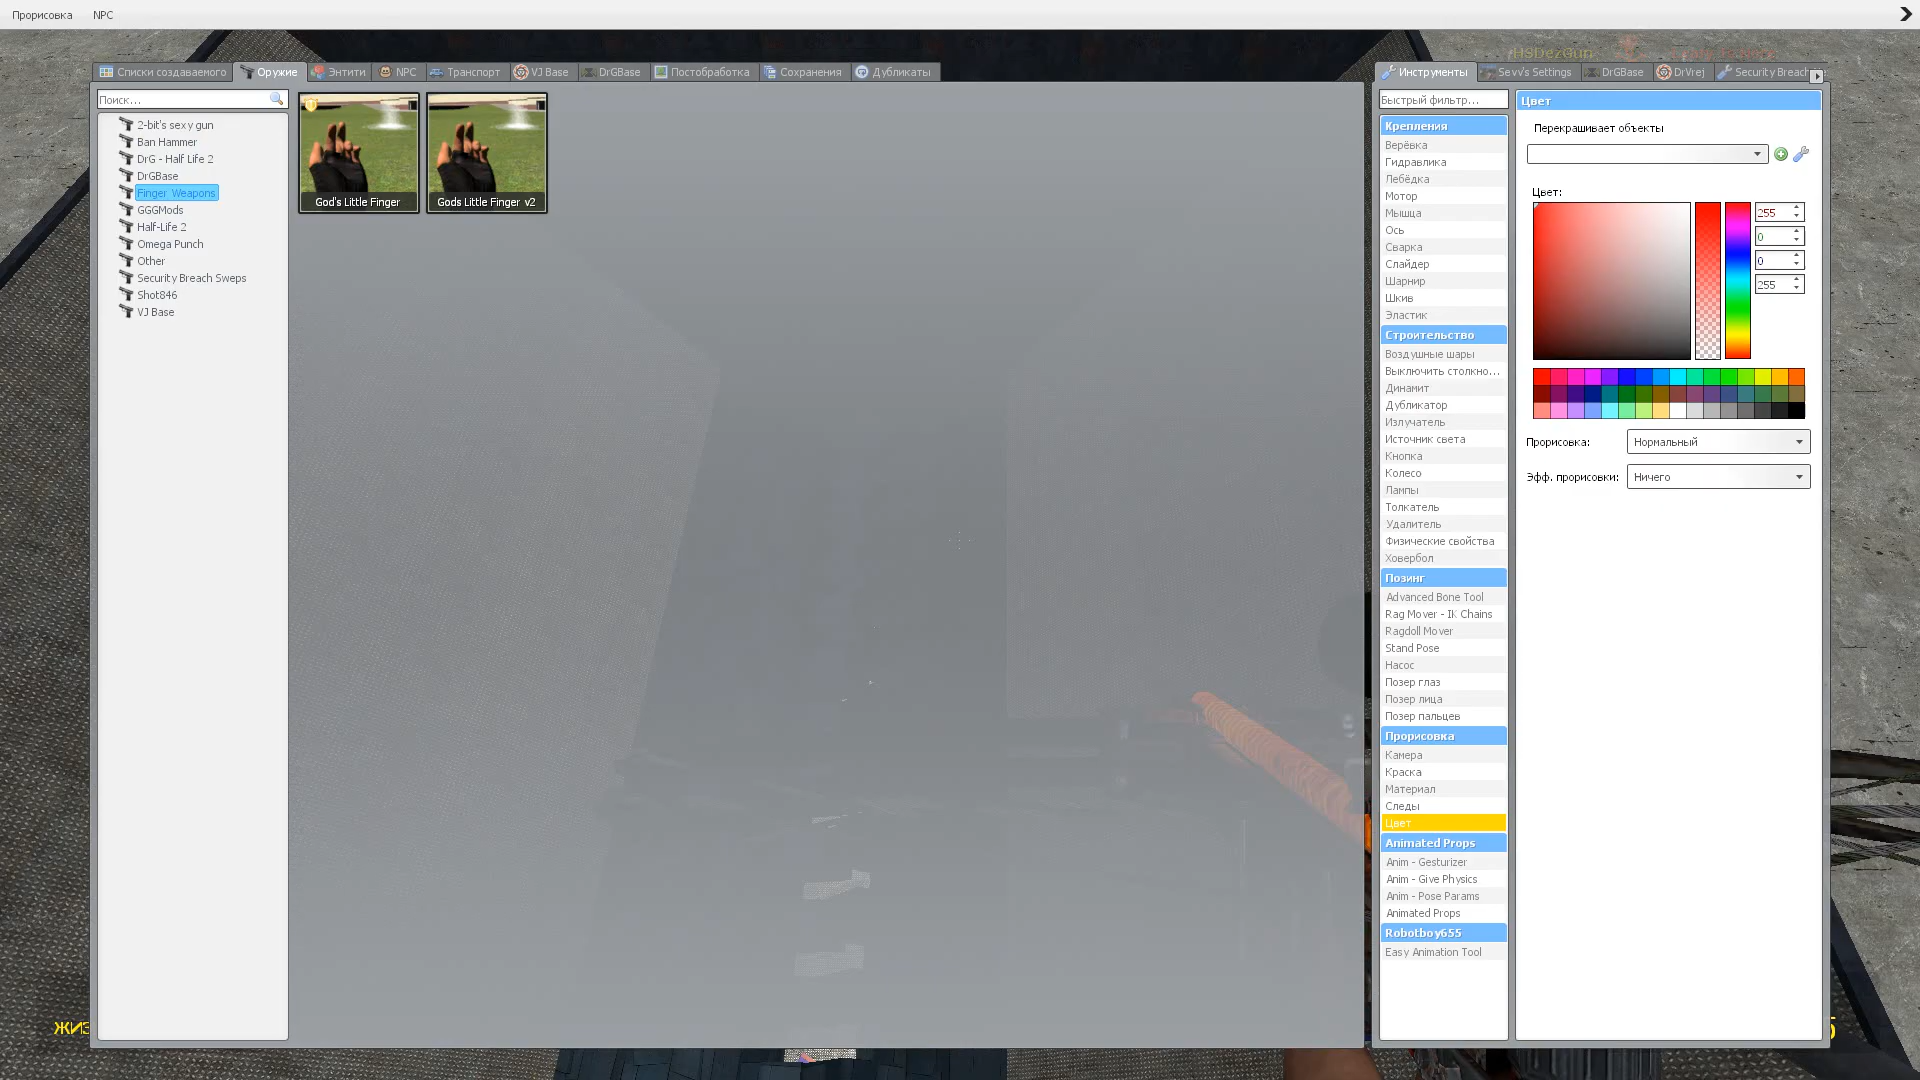 Прорисовка NPC
HSDezGun
Списки создаваемого Оружие Энтити NPC Транспорт VJ Base DrGBase Постобработка Сохранения Дубликаты
Поиск...
2-bit's sexy gun
Ban Hammer
DrG - Half Life 2
DrGBase
Finger Weapons
GGGMods
Half-Life 2
Omega Punch
Other
Security Breach Sweps
Shot846
VJ Base
God's Little Finger
Gods Little Finger v2
Инструменты Sevv's Settings DrGBase DrVrej Security Breach
Быстрый фильтр...
Крепления
Верёвка
Гидравлика
Лебёдка
Мотор
Мышца
Ось
Сварка
Слайдер
Шарнир
Шкив
Эластик
Строительство
Воздушные шары
Выключить столкно...
Динамит
Дубликатор
Излучатель
Источник света
Кнопка
Колесо
Лампы
Толкатель
Удалитель
Физические свойства
Ховербол
Позинг
Advanced Bone Tool
Rag Mover - IK Chains
Ragdoll Mover
Stand Pose
Насос
Позер глаз
Позер лица
Позер пальцев
Прорисовка
Камера
Краска
Материал
Следы
Цвет
Animated Props
Anim - Gesturizer
Anim - Give Physics
Anim - Pose Params
Animated Props
Robotboy655
Easy Animation Tool
Цвет
Перекрашивает объекты
Цвет:
255
0
0
255
Прорисовка: Нормальный
Эфф. прорисовки: Ничего